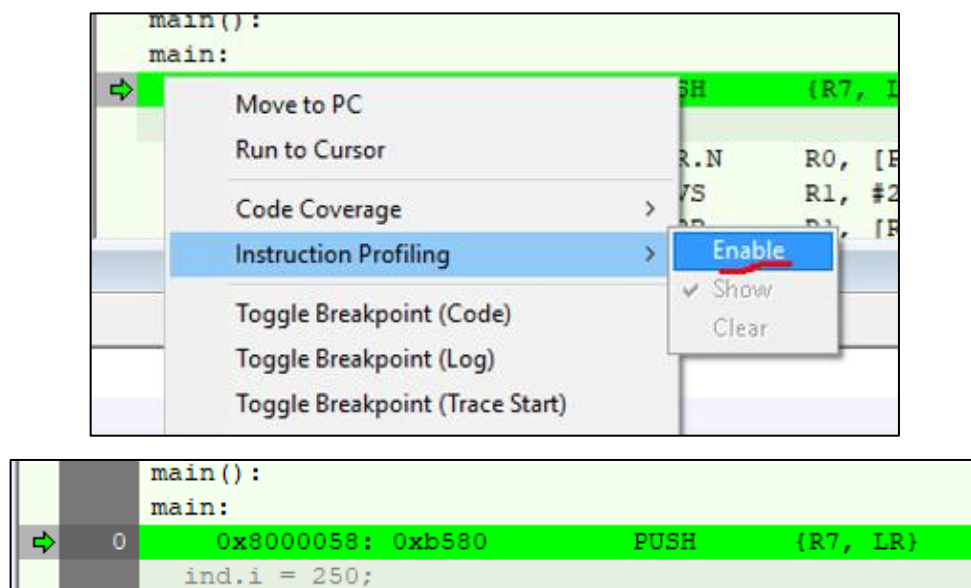 main():
main:
{R7, L
Move to PC
Run to Cursor
R.N R0, [
VS R1, #2
Code Coverage
Instruction Profiling
Enable
Show
Clear
Toggle Breakpoint (Code)
Toggle Breakpoint (Log)
Toggle Breakpoint (Trace Start)
main():
main:
0 0x8000058: 0xb580 PUSH {R7, LR}
ind.i = 250;